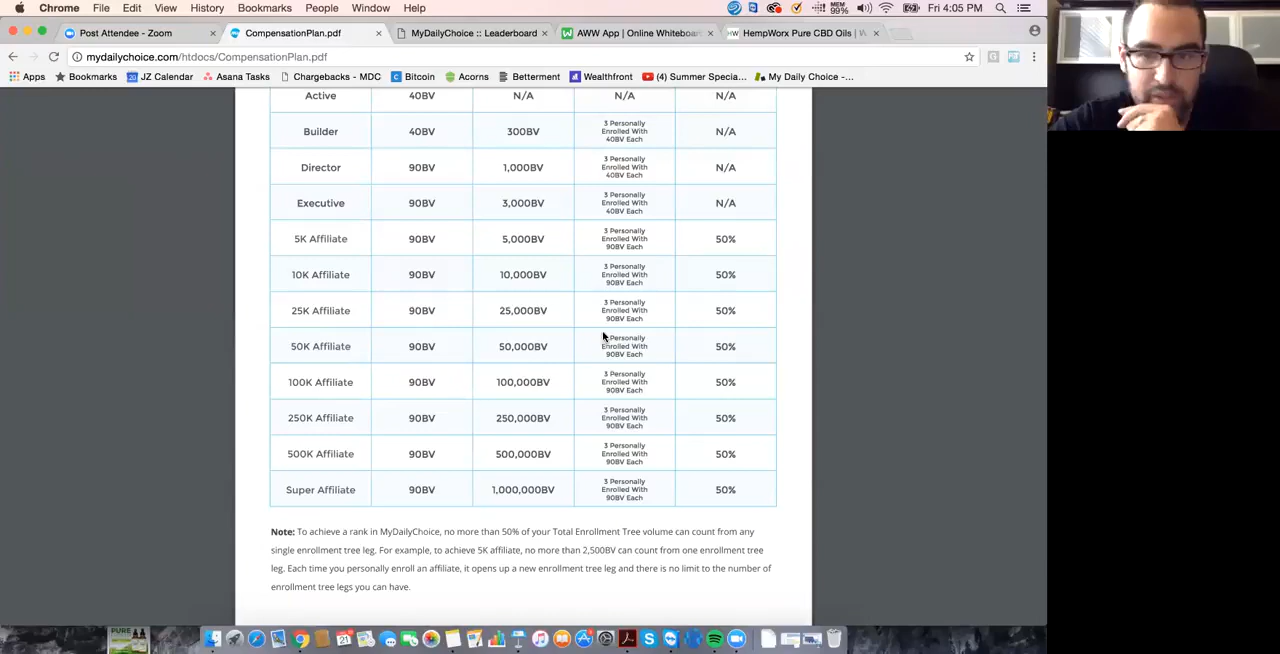 Chrome File Edit View History Bookmarks People Window Help MEM 99% Fri 4:05 PM
Post Attendee - Zoom CompensationPlan.pdf MyDailyChoice :: Leaderboard AWW App | Online Whiteboar HW HempWorx Pure CBD Oils | W
mydailychoice.com/htdocs/CompensationPlan.pdf
Apps Bookmarks 31 JZ Calendar Asana Tasks Chargebacks - MDC C Bitcoin Acorns Betterment Wealthfront (4) Summer Specia... My Daily Choice -...
Active 40BV N/A N/A N/A
Builder 40BV 300BV 3 Personally Enrolled With 40BV Each N/A
Director 90BV 1,000BV 3 Personally Enrolled With 40BV Each N/A
Executive 90BV 3,000BV 3 Personally Enrolled With 40BV Each N/A
5K Affiliate 90BV 5,000BV 3 Personally Enrolled With 90BV Each 50%
10K Affiliate 90BV 10,000BV 3 Personally Enrolled With 90BV Each 50%
25K Affiliate 90BV 25,000BV 3 Personally Enrolled With 90BV Each 50%
50K Affiliate 90BV 50,000BV Personally Enrolled With 90BV Each 50%
100K Affiliate 90BV 100,000BV 3 Personally Enrolled With 90BV Each 50%
250K Affiliate 90BV 250,000BV 3 Personally Enrolled With 90BV Each 50%
500K Affiliate 90BV 500,000BV 3 Personally Enrolled With 90BV Each 50%
Super Affiliate 90BV 1,000,000BV 3 Personally Enrolled With 90BV Each 50%
Note: To achieve a rank in MyDailyChoice, no more than 50% of your Total Enrollment Tree volume can count from any
single enrollment tree leg. For example, to achieve 5K affiliate, no more than 2,500BV can count from one enrollment tree
leg. Each time you personally enroll an affiliate, it opens up a new enrollment tree leg and there is no limit to the number of
enrollment tree legs you can have.
PURE 21